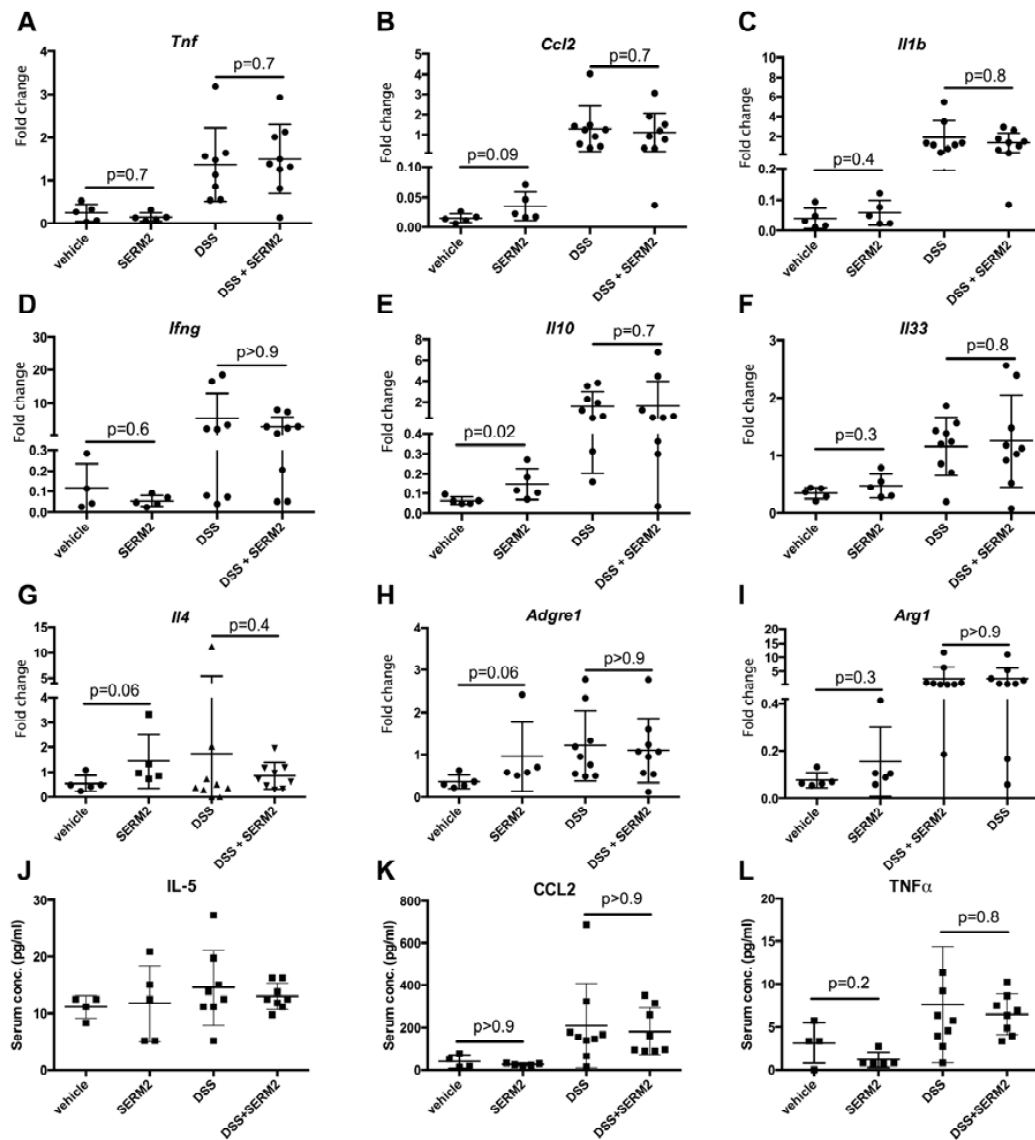 A
Tnf
Fold change
6
4
2
0
p=0.7
p=0.7
vehicle
SERM2
DSS
DSS + SERM2
B
Ccl2
Fold change
5
4
3
2
1
0.10
0.05
0.00
p=0.09
p=0.7
vehicle
SERM2
DSS
DSS + SERM2
C
Il1b
Fold change
10
8
6
4
2
0.2
0.1
0.0
p=0.4
p=0.8
vehicle
SERM2
DSS
DSS + SERM2
D
Ifng
Fold change
30
20
10
0.4
0.3
0.2
0.1
0.0
p=0.6
p>0.9
vehicle
SERM2
DSS
DSS + SERM2
E
Il10
Fold change
8
6
4
2
0.6
0.4
0.2
0.0
p=0.02
p=0.7
vehicle
SERM2
DSS
DSS + SERM2
F
Il33
Fold change
3
2
1
0
p=0.3
p=0.8
vehicle
SERM2
DSS
DSS + SERM2
G
Il4
Fold change
15
10
5
4
3
2
1
0
p=0.06
p=0.4
vehicle
SERM2
DSS
DSS + SERM2
H
Adgre1
Fold change
4
3
2
1
0
p=0.06
p>0.9
vehicle
SERM2
DSS
DSS + SERM2
I
Arg1
Fold change
20
15
10
5
0.4
0.2
0.0
p=0.3
p>0.9
vehicle
SERM2
DSS + SERM2
DSS
J
IL-5
Serum conc. (pg/ml)
30
20
10
0
vehicle
SERM2
DSS
DSS+SERM2
K
CCL2
Serum conc. (pg/ml)
800
600
400
200
0
p>0.9
p>0.9
vehicle
SERM2
DSS
DSS+SERM2
L
TNFα
Serum conc. (pg/ml)
20
15
10
5
0
p=0.2
p=0.8
vehicle
SERM2
DSS
DSS+SERM2